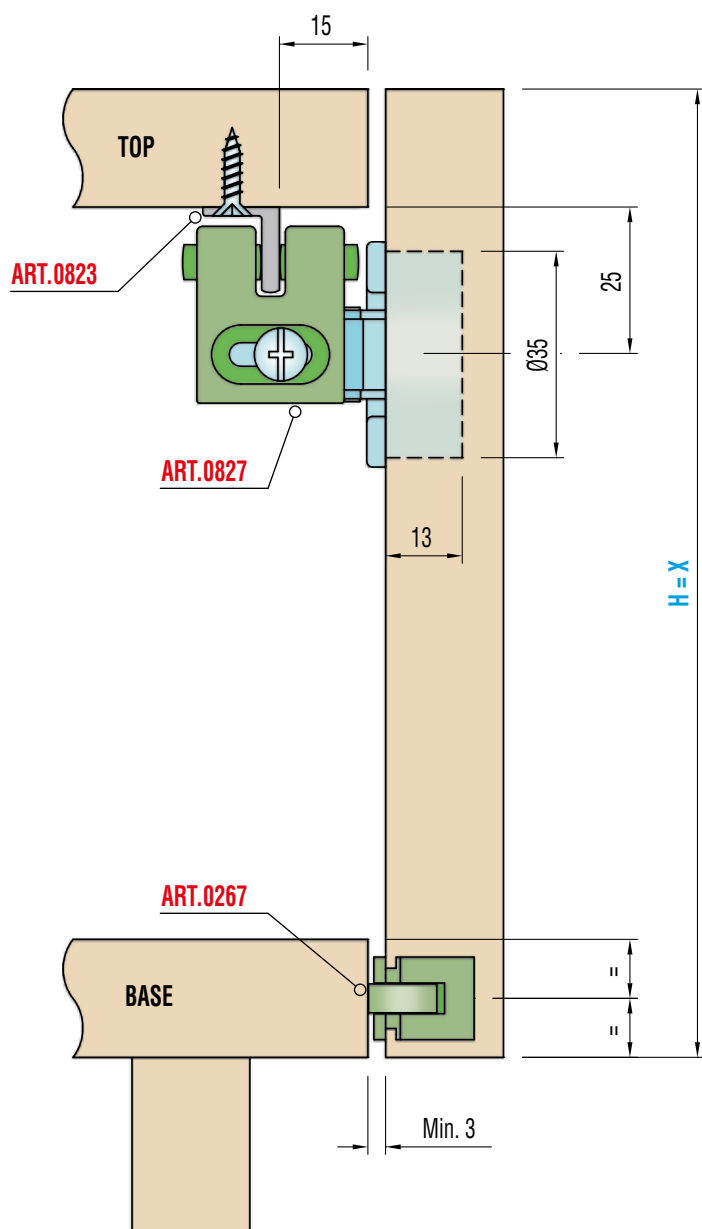 15
TOP
ART.0823
25
Ø35
ART.0827
13
H = X
ART.0267
BASE
=
=
Min. 3